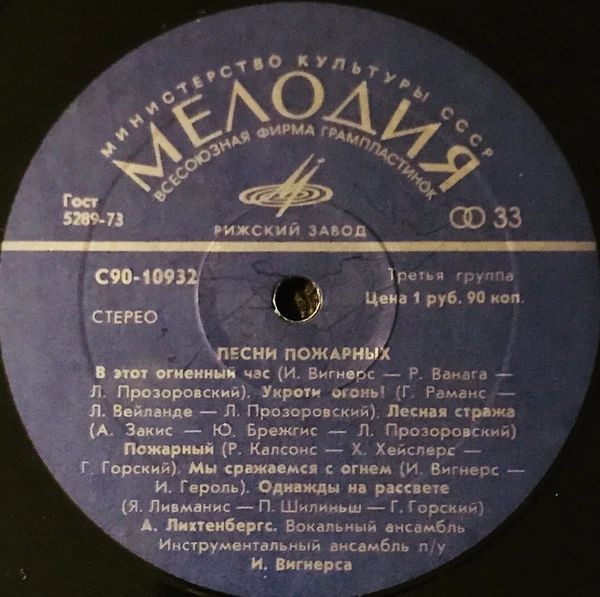 МИНИСТЕРСТВО КУЛЬТУРЫ СССР
МЕЛОДИЯ
ВСЕСОЮЗНАЯ ФИРМА ГРАМПЛАСТИНОК
Гост
5289-73
33
РИЖСКИЙ ЗАВОД
С90-10932
Третья группа
Цена 1 руб. 90 коп.
СТЕРЕО
ПЕСНИ ПОЖАРНЫХ
В этот огненный час (И. Вигнерс — Р. Ванага —
Л. Прозоровский). Укроти огонь! (Г. Раманс —
Л. Вейланде — Л. Прозоровский). Лесная стража
(А. Закис — Ю. Брежгис — Л. Прозоровский)
Пожарный (Р. Калсонс — Х. Хейслерс —
Г. Горский). Мы сражаемся с огнем (И. Вигнерс —
И. Героль). Однажды на рассвете
(Я. Ливманис — П. Шилиньш — Г. Горский)
А. Лихтенбергс. Вокальный ансамбль
Инструментальный ансамбль п/у
И. Вигнерса